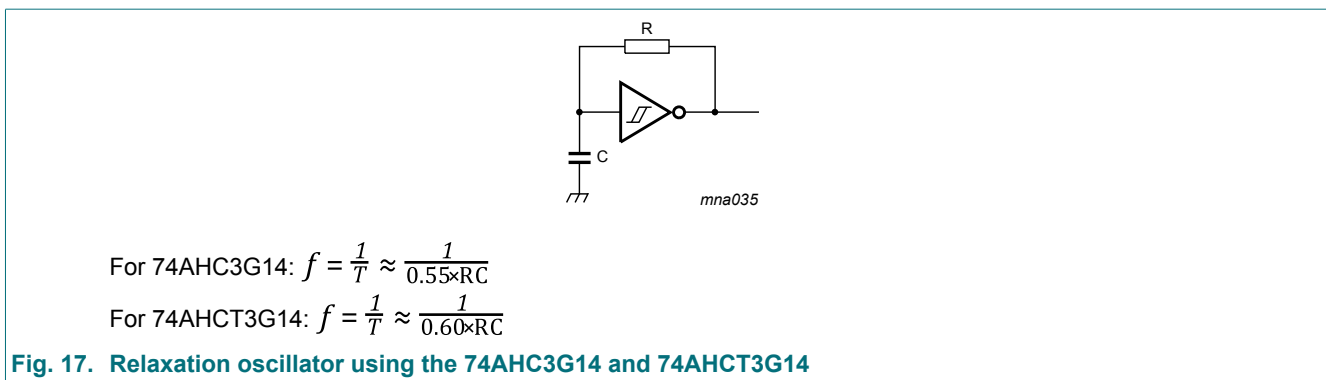 R
C
mna035
For 74AHC3G14: f = 1/T ≈ 1/0.55×RC
For 74AHCT3G14: f = 1/T ≈ 1/0.60×RC
Fig. 17. Relaxation oscillator using the 74AHC3G14 and 74AHCT3G14